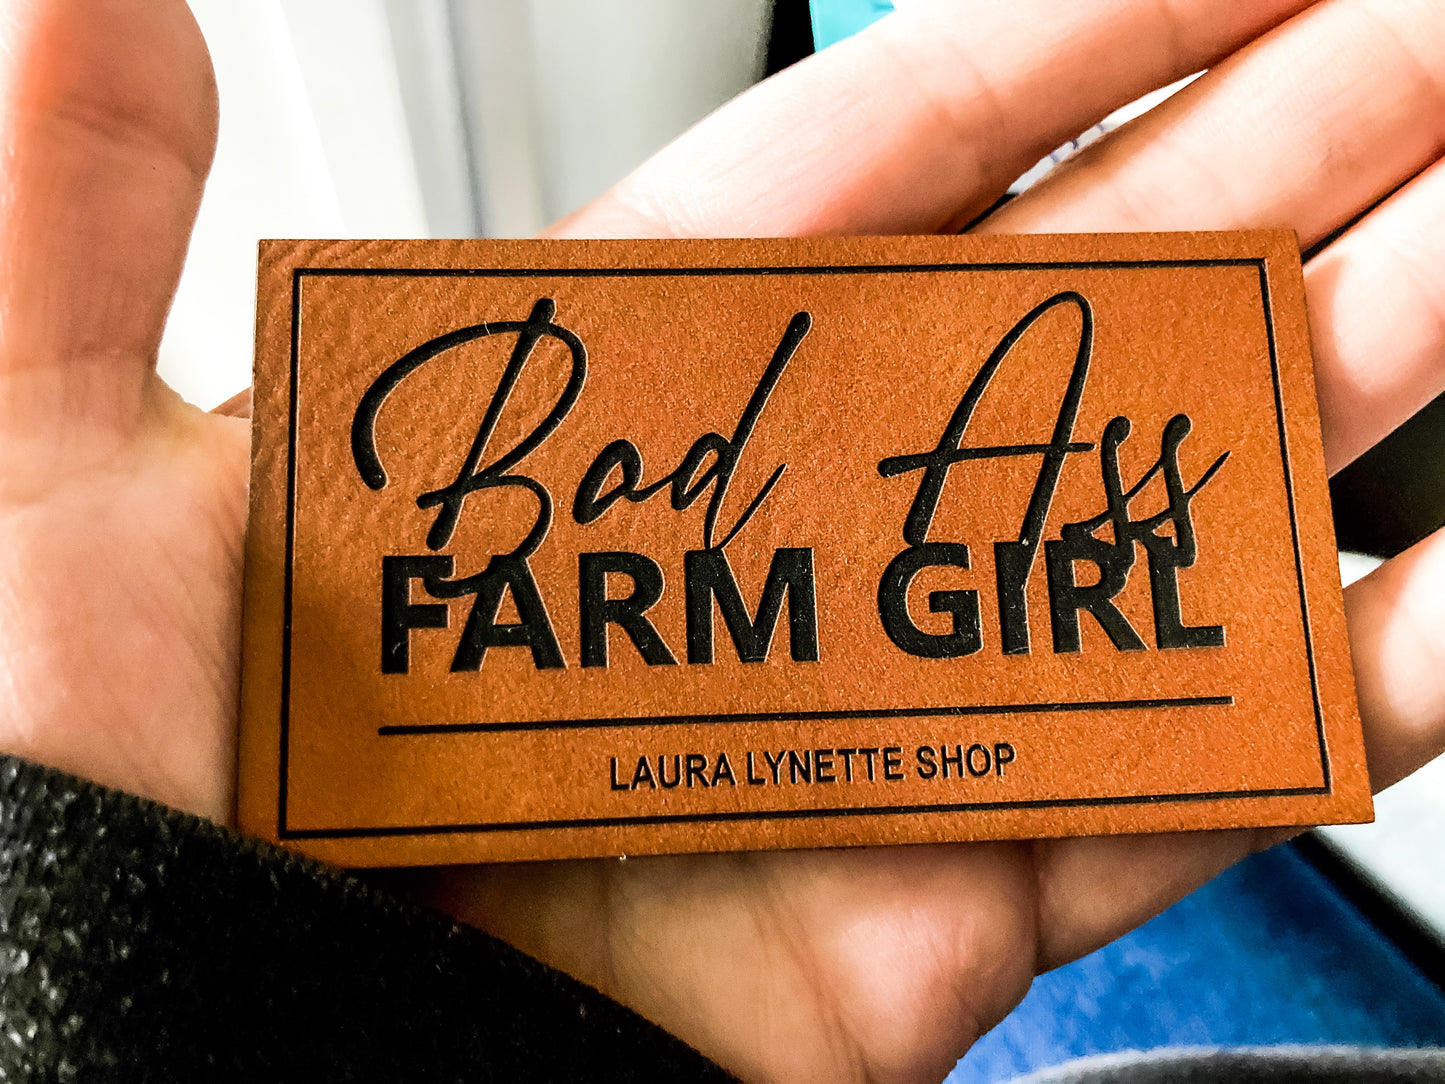 Bad Ass
FARM GIRL
LAURA LYNETTE SHOP